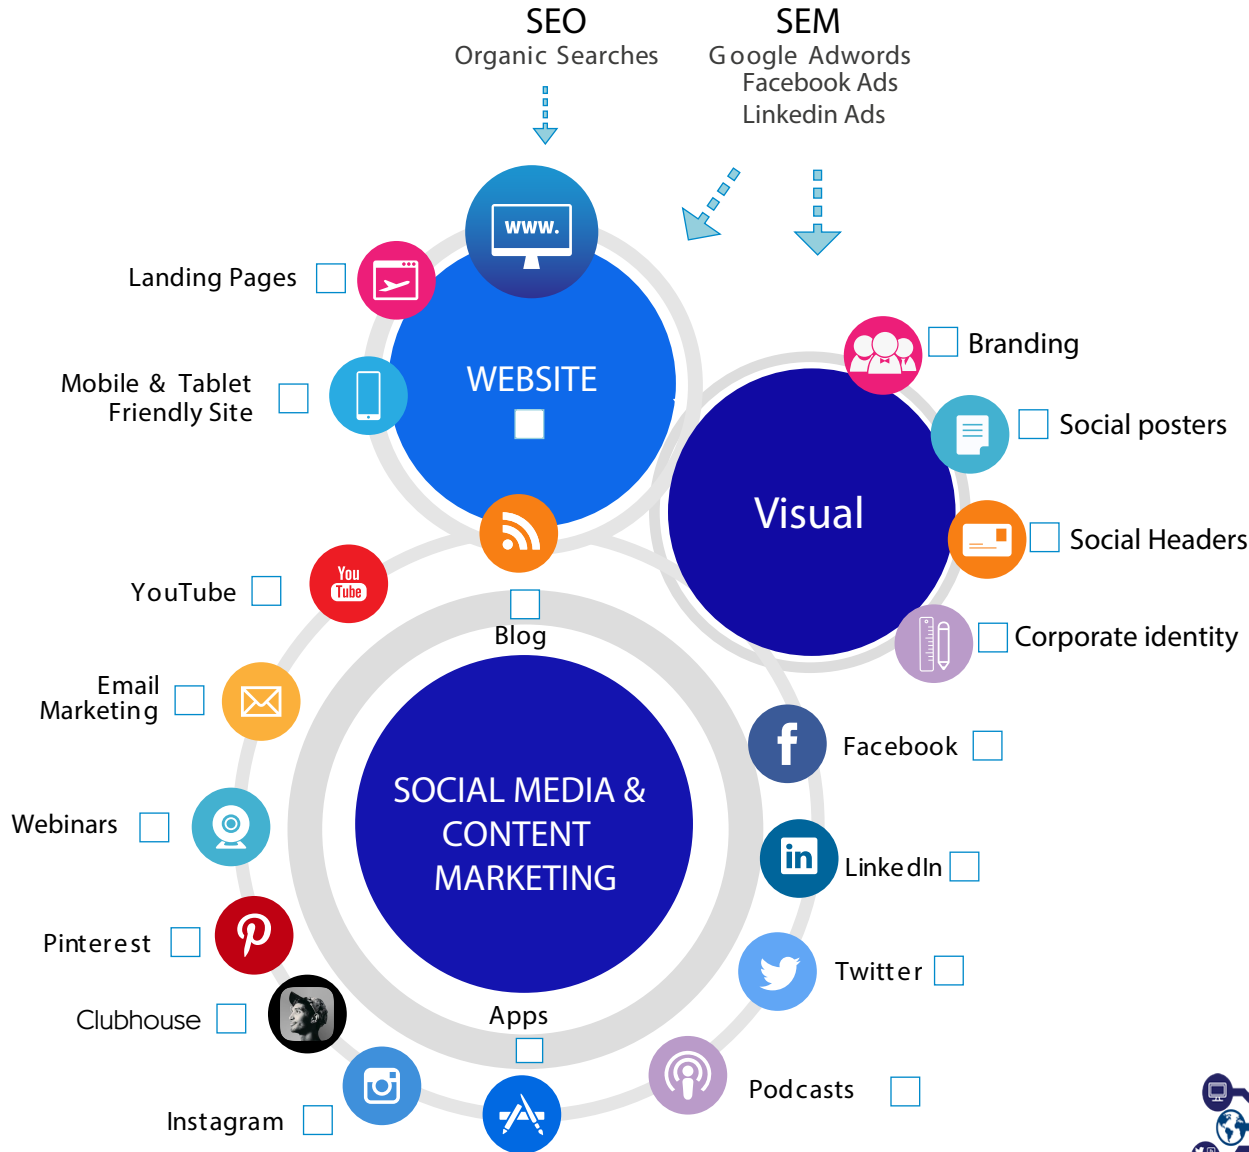 SEO
Organic Searches
SEM
Google Adwords
Facebook Ads
Linkedin Ads
www.
Landing Pages
Mobile & Tablet
Friendly Site
WEBSITE
Branding
Social posters
Visual
Social Headers
Corporate identity
You
Tube
YouTube
Blog
Email
Marketing
Facebook
SOCIAL MEDIA &
CONTENT
MARKETING
Webinars
in
LinkedIn
Pinterest
Twitter
Clubhouse
Apps
Podcasts
Instagram